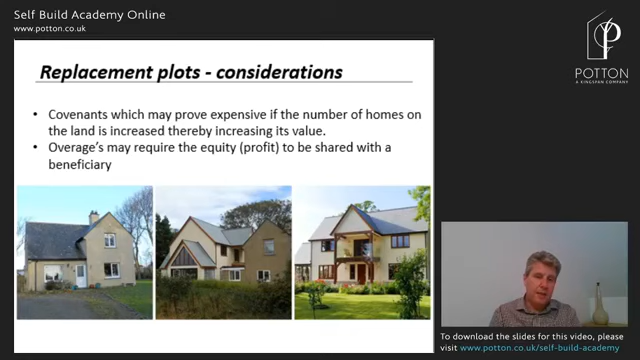 Self Build Academy Online
www.potton.co.uk
Replacement plots - considerations
• Covenants which may prove expensive if the number of homes on
the land is increased thereby increasing its value.
• Overage's may require the equity (profit) to be shared with a
beneficiary
POTTON
A KINGSPAN COMPANY
To download the slides for this video, please
visit www.potton.co.uk/self-build-academy